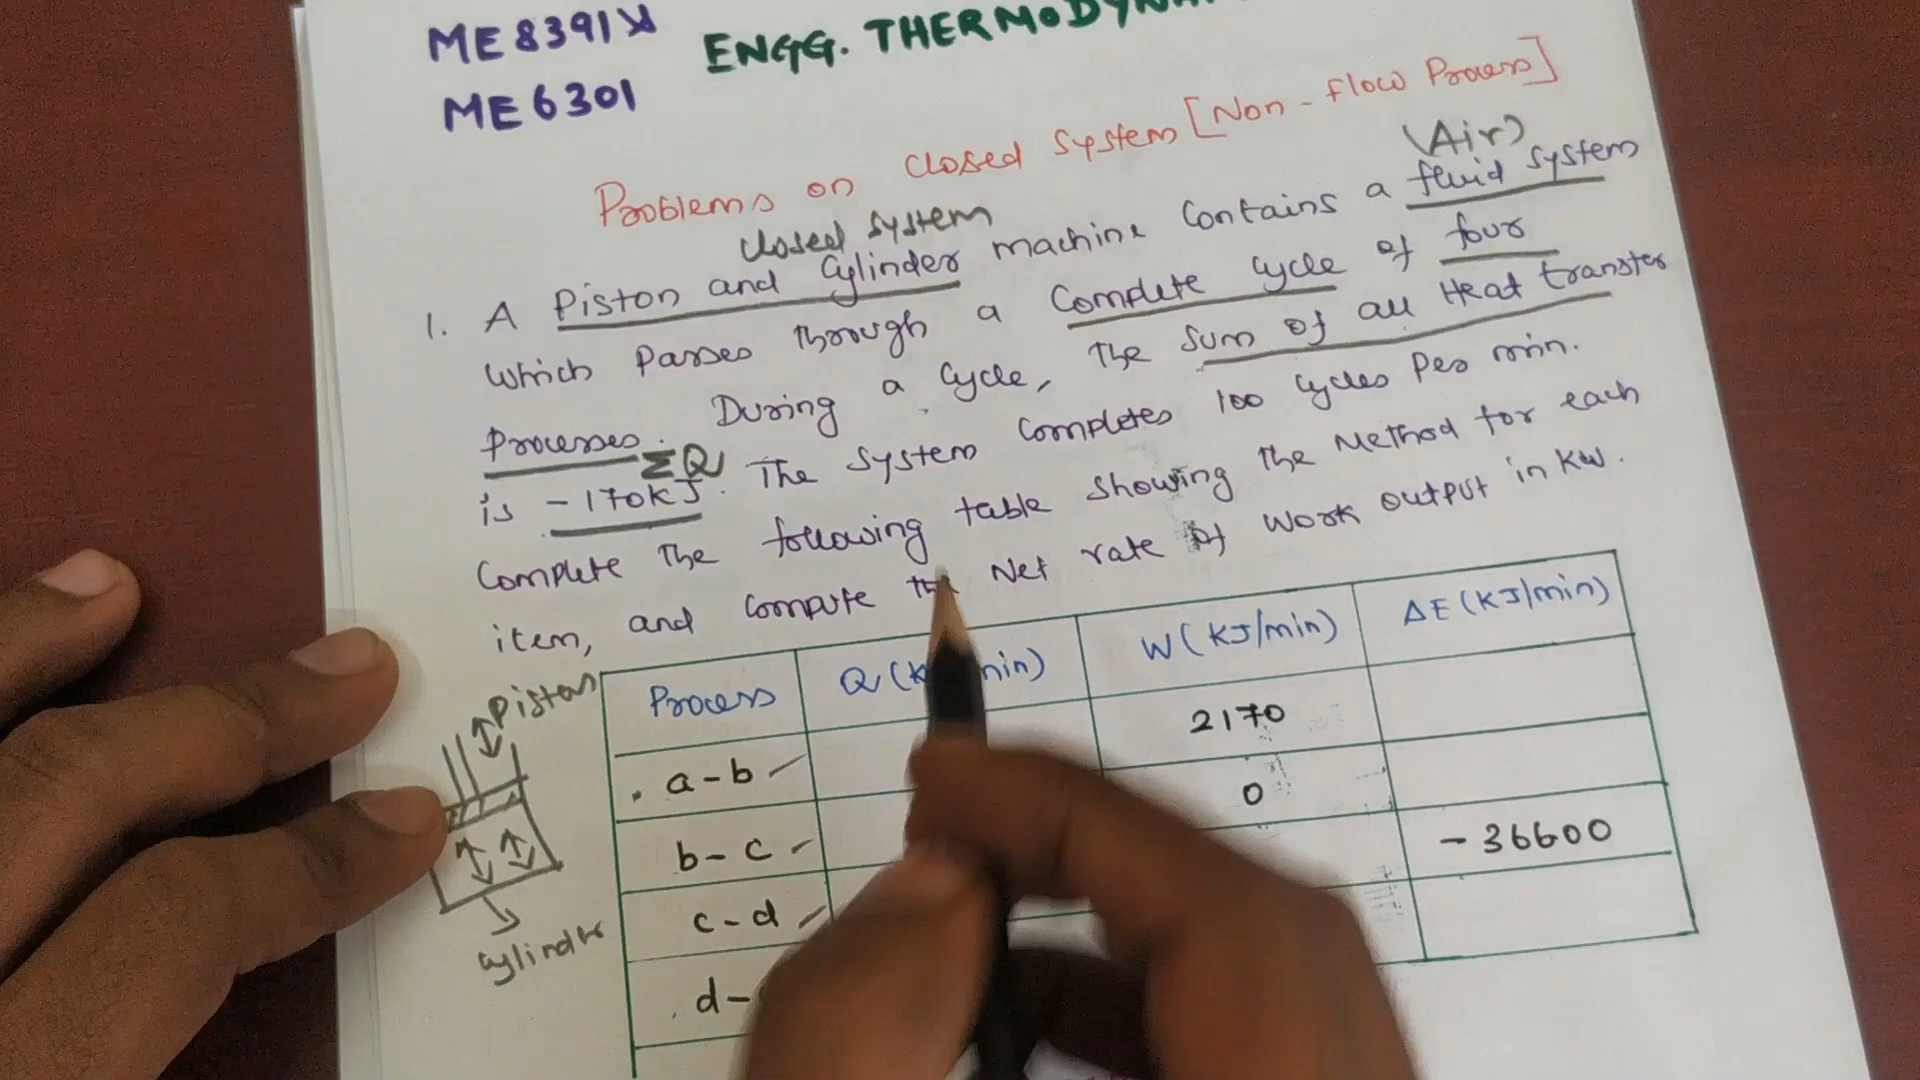 ME8391 &
ME6301
ENGG.
Problems on closed System [Non - Flow Process]
(Air)
closed system
1. A Piston and Cylinder machine contains a fluid system
which passes through a complete cycle of four
processes. During a cycle, the sum of all Heat transfer
ΣQ
is -170kJ. The system completes 100 cycles per min.
Complete the following table showing the Method for each
item, and compute the Net rate of work output in kw.
Piston
cylinder
Process W (KJ/min) ΔE (KJ/min)
a-b 2170
b-c 0
c-d -36600